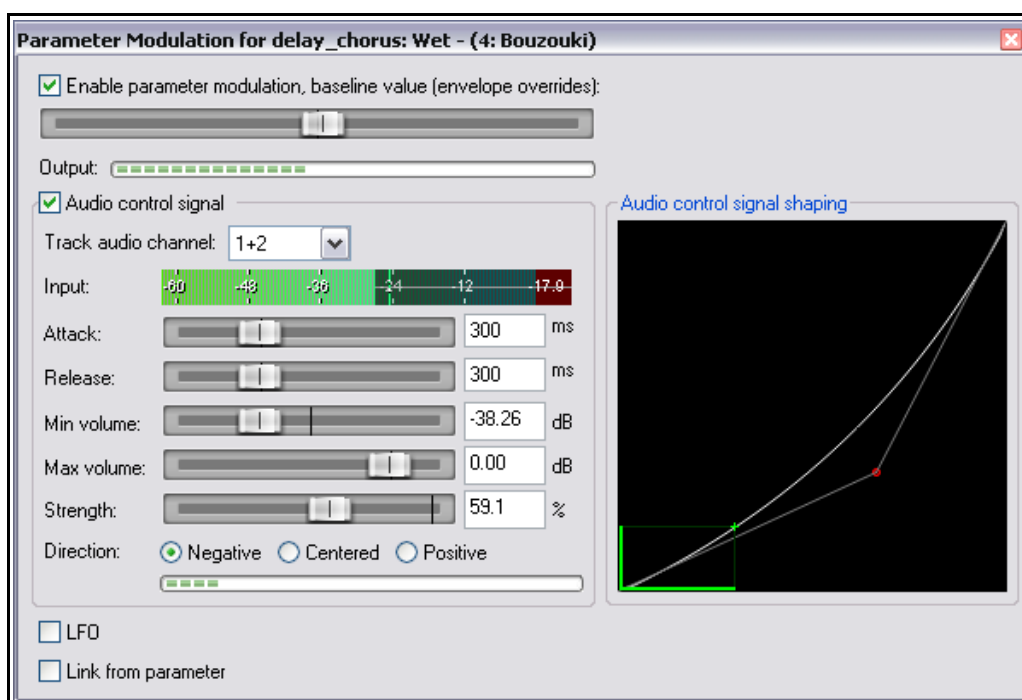 Parameter Modulation for delay_chorus: Wet - (4: Bouzouki)
Enable parameter modulation, baseline value (envelope overrides):
Output:
Audio control signal
Audio control signal shaping
Track audio channel: 1+2
Input: -60 -48 -36 -24 -12 -17.9
Attack: 300 ms
Release: 300 ms
Min volume: -38.26 dB
Max volume: 0.00 dB
Strength: 59.1 %
Direction: Negative Centered Positive
LFO
Link from parameter